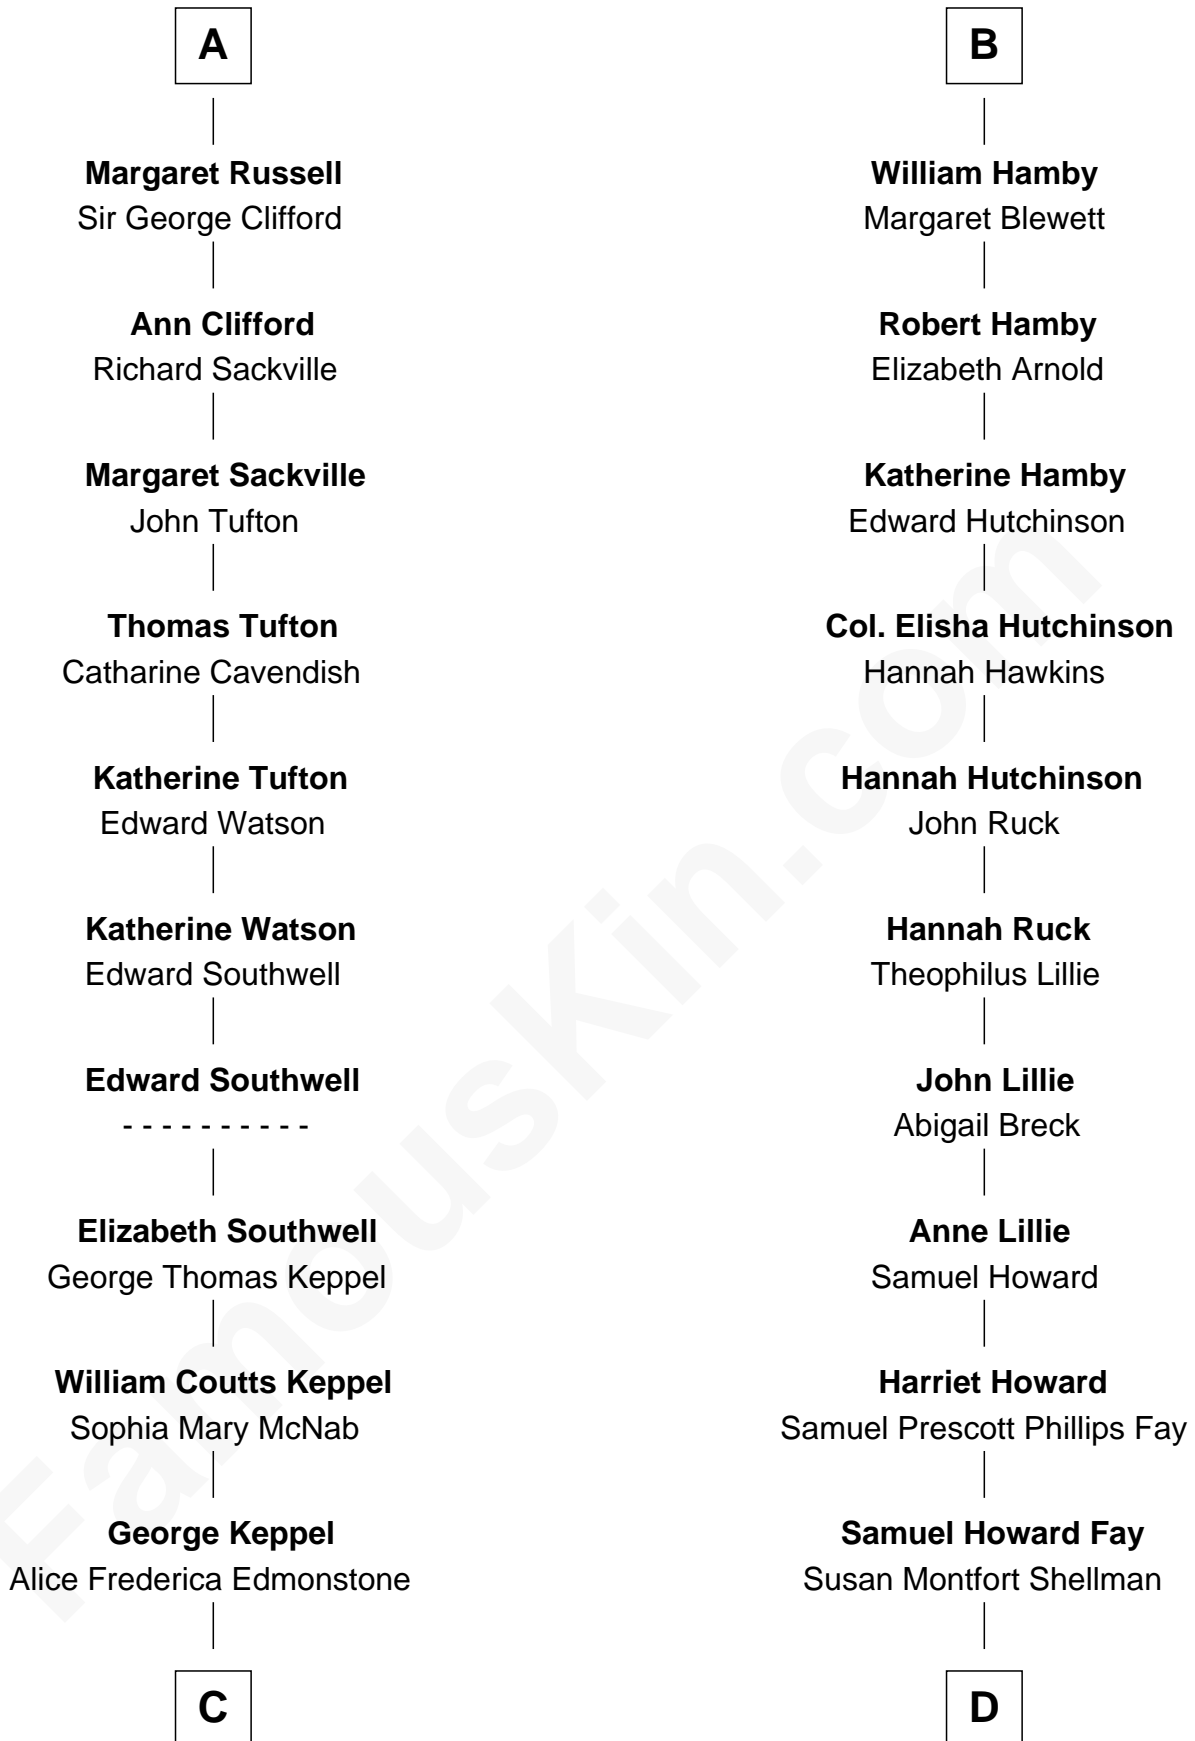 A
Margaret Russell
Sir George Clifford
Ann Clifford
Richard Sackville
Margaret Sackville
John Tufton
Thomas Tufton
Catharine Cavendish
Katherine Tufton
Edward Watson
Katherine Watson
Edward Southwell
Edward Southwell
- - - - - - - - - -
Elizabeth Southwell
George Thomas Keppel
William Coutts Keppel
Sophia Mary McNab
George Keppel
Alice Frederica Edmonstone
C
B
William Hamby
Margaret Blewett
Robert Hamby
Elizabeth Arnold
Katherine Hamby
Edward Hutchinson
Col. Elisha Hutchinson
Hannah Hawkins
Hannah Hutchinson
John Ruck
Hannah Ruck
Theophilus Lillie
John Lillie
Abigail Breck
Anne Lillie
Samuel Howard
Harriet Howard
Samuel Prescott Phillips Fay
Samuel Howard Fay
Susan Montfort Shellman
D
FamousKin.com